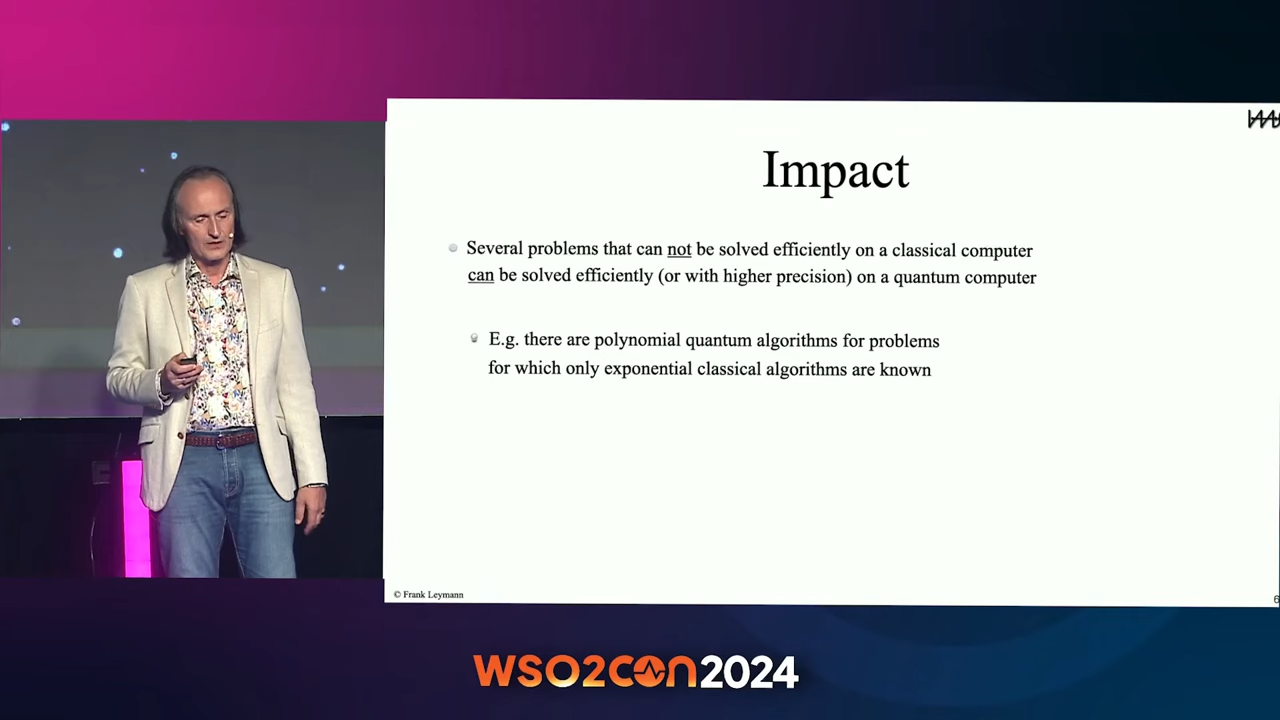 Impact
Several problems that can not be solved efficiently on a classical computer
can be solved efficiently (or with higher precision) on a quantum computer
E.g. there are polynomial quantum algorithms for problems
for which only exponential classical algorithms are known
© Frank Leymann
6
WSO2CON2024